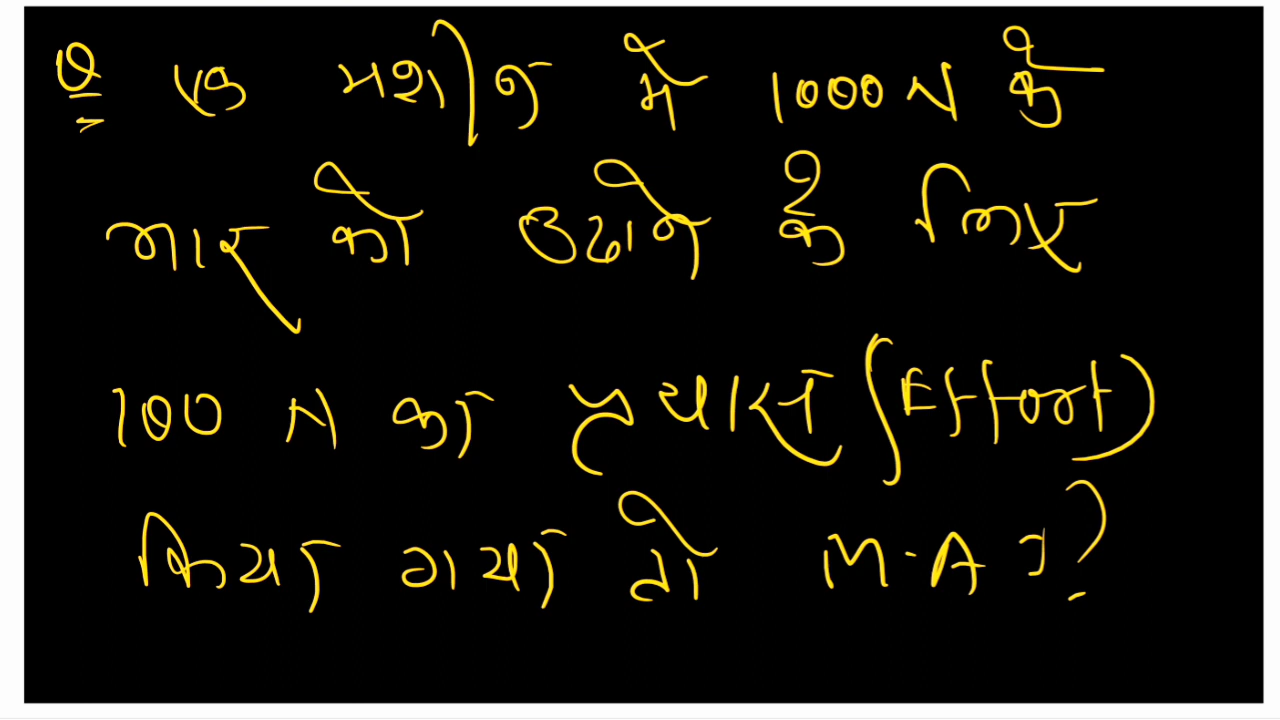 Q एक मशीन में 1000 N के
भार को उठाने के लिए
100 N का प्रयास (Effort)
किया गया तो M.A = ?